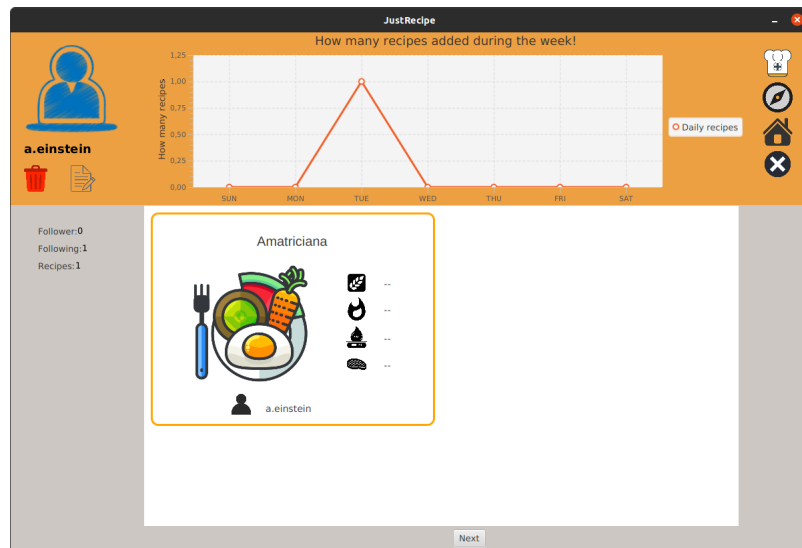 JustRecipe
How many recipes added during the week!
How many recipes
1,25
1,00
0,75
0,50
0,25
0,00
SUN MON TUE WED THU FRI SAT
Daily recipes
a.einstein
Follower:0
Following:1
Recipes:1
Amatriciana
--
--
--
--
a.einstein
Next